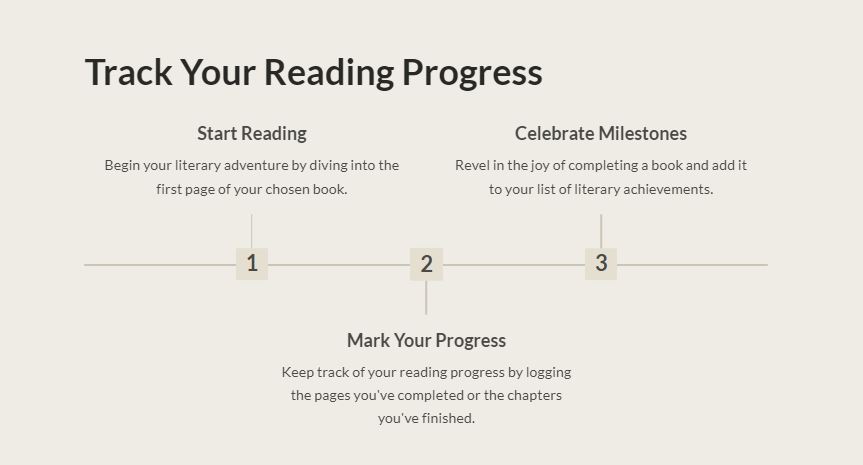 Track Your Reading Progress
Start Reading
Begin your literary adventure by diving into the
first page of your chosen book.
Celebrate Milestones
Revel in the joy of completing a book and add it
to your list of literary achievements.
1
2
3
Mark Your Progress
Keep track of your reading progress by logging
the pages you've completed or the chapters
you've finished.